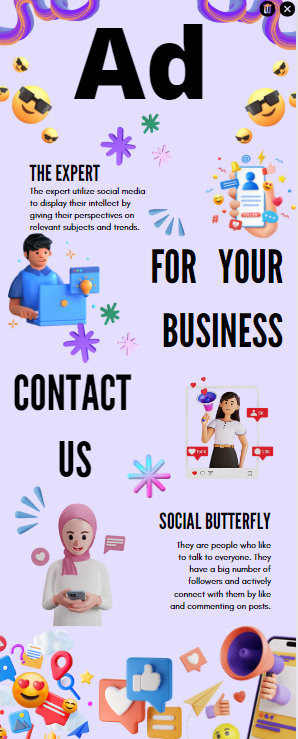 Ad
THE EXPERT
The expert utilize social media
to display their intellect by
giving their perspectives on
relevant subjects and trends.
FOR YOUR
BUSINESS
CONTACT
US
SOCIAL BUTTERFLY
They are people who like
to talk to everyone. They
have a big number of
followers and actively
connect with them by like
and commenting on posts.